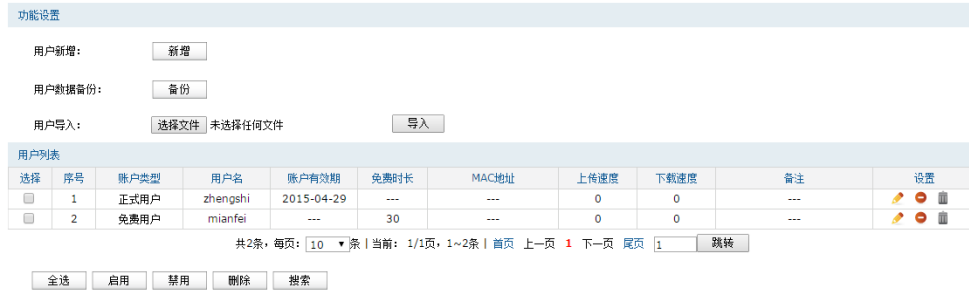 功能设置
用户新增: 新增
用户数据备份: 备份
用户导入: 选择文件 未选择任何文件 导入
用户列表
选择 序号 账户类型 用户名 账户有效期 免费时长 MAC地址 上传速度 下载速度 备注 设置
1 正式用户 zhengshi 2015-04-29 --- --- 0 0 ---
2 免费用户 mianfei --- 30 --- 0 0 ---
共2条，每页: 10 条 | 当前: 1/1页，1~2条 | 首页 上一页 1 下一页 尾页 1 跳转
全选 启用 禁用 删除 搜索